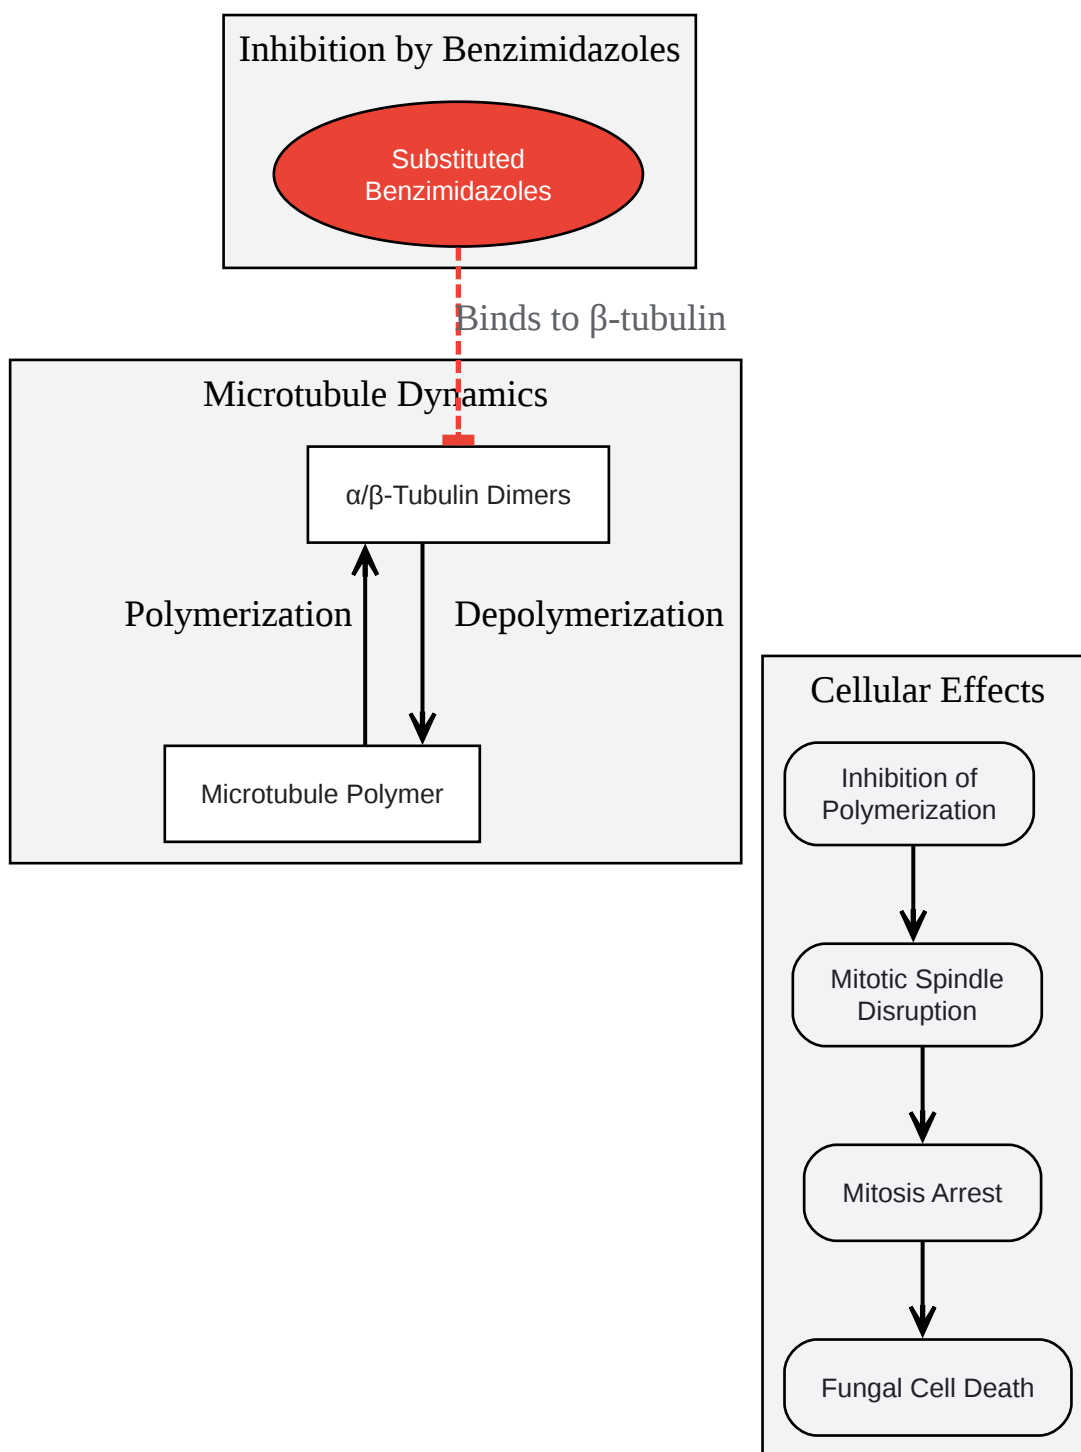 Inhibition by Benzimidazoles
Substituted
Benzimidazoles
Binds to β-tubulin
Microtubule Dynamics
α/β-Tubulin Dimers
Polymerization
Depolymerization
Microtubule Polymer
Cellular Effects
Inhibition of
Polymerization
Mitotic Spindle
Disruption
Mitosis Arrest
Fungal Cell Death